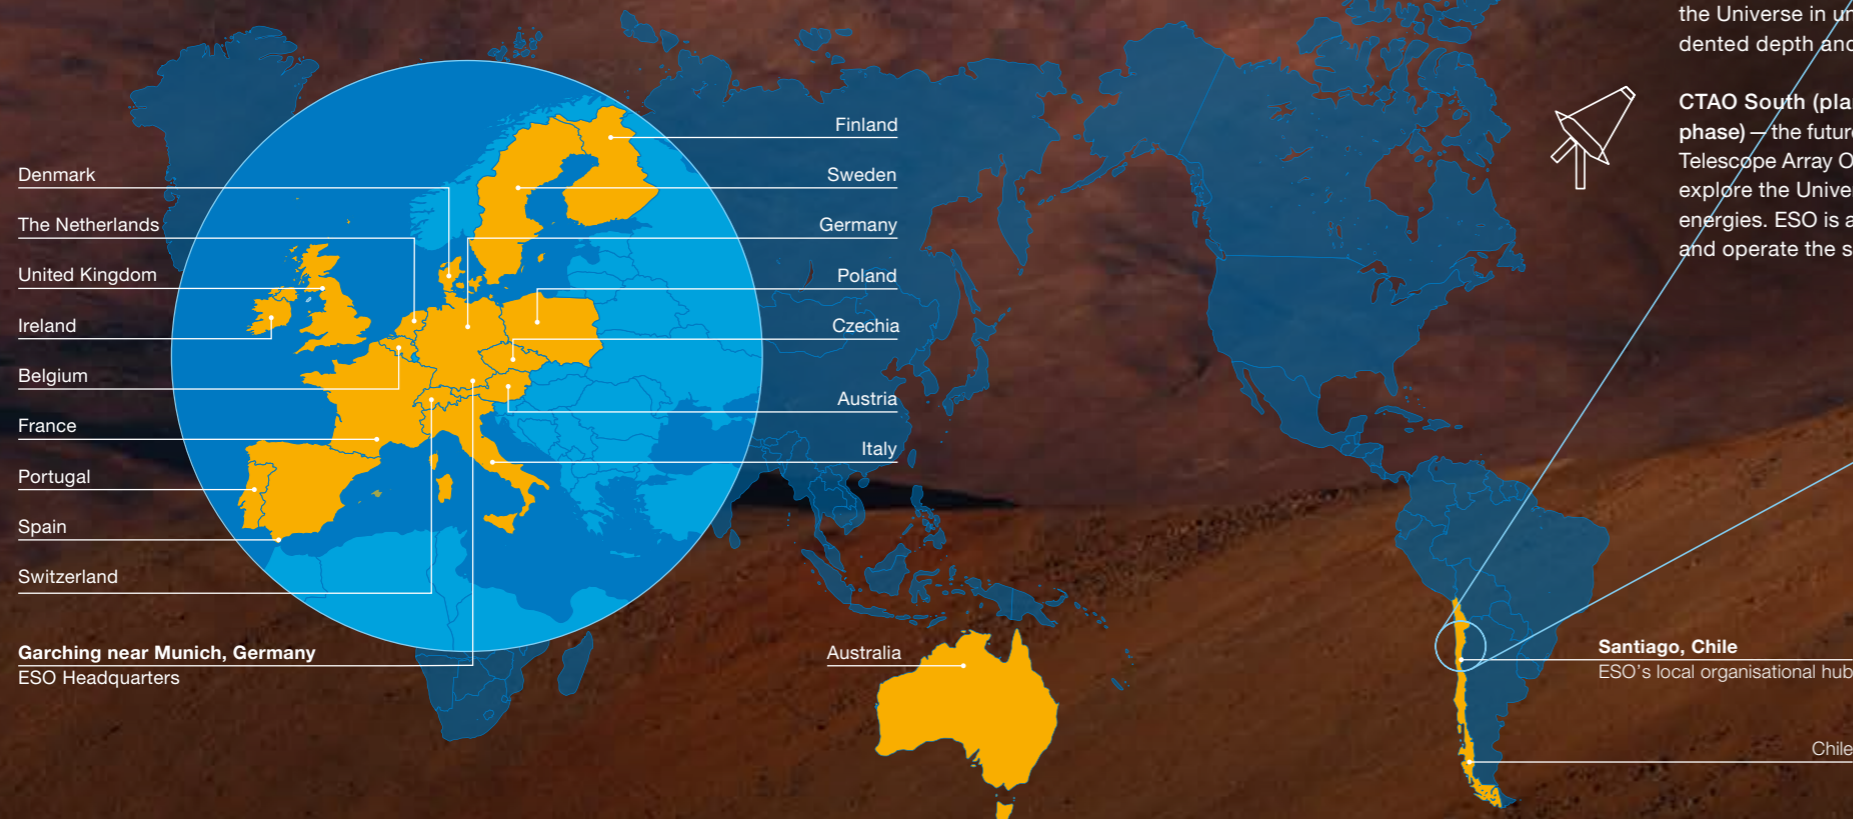 Denmark
The Netherlands
United Kingdom
Ireland
Belgium
France
Portugal
Spain
Switzerland
Garching near Munich, Germany
ESO Headquarters
Finland
Sweden
Germany
Poland
Czechia
Austria
Italy
Australia
the Universe in
dented depth and
CTAO South
phase) — the future
Telescope Array
explore the
energies. ESO is
and operate the
Santiago, Chile
ESO's local organisational hub
Chile